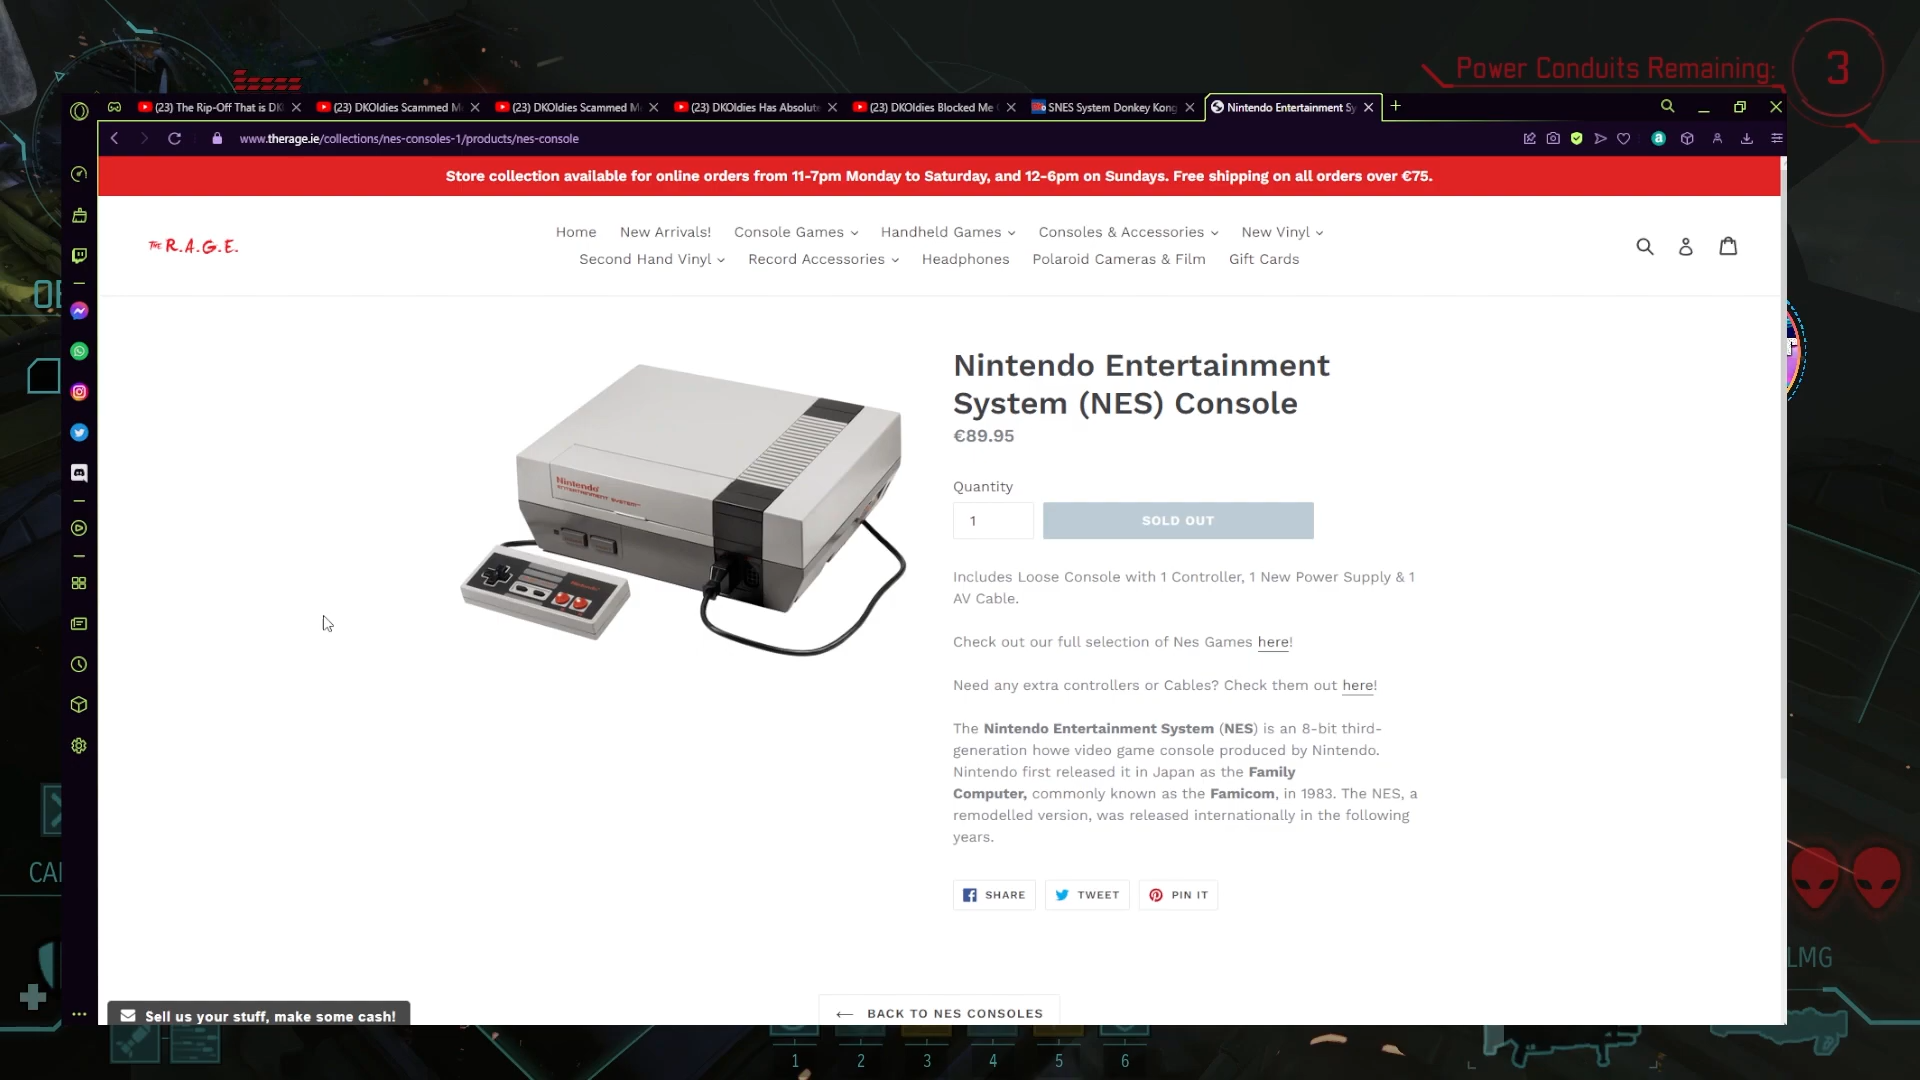 Power Conduits Remaining:
3
(23) The Rip-Off That is DK
(23) DKOldies Scammed M
(23) DKOldies Scammed M
(23) DKOldies Has Absolut
(23) DKOldies Blocked Me
SNES System Donkey Kong
Nintendo Entertainment Sy
www.therage.ie/collections/nes-consoles-1/products/nes-console
Store collection available for online orders from 11-7pm Monday to Saturday, and 12-6pm on Sundays. Free shipping on all orders over €75.
THE R.A.G.E.
Home New Arrivals! Console Games Handheld Games Consoles & Accessories New Vinyl
Second Hand Vinyl Record Accessories Headphones Polaroid Cameras & Film Gift Cards
Nintendo
ENTERTAINMENT SYSTEM
Nintendo Entertainment
System (NES) Console
€89.95
Quantity
1
SOLD OUT
Includes Loose Console with 1 Controller, 1 New Power Supply & 1
AV Cable.
Check out our full selection of Nes Games here!
Need any extra controllers or Cables? Check them out here!
The Nintendo Entertainment System (NES) is an 8-bit third-
generation howe video game console produced by Nintendo.
Nintendo first released it in Japan as the Family
Computer, commonly known as the Famicom, in 1983. The NES, a
remodelled version, was released internationally in the following
years.
SHARE
TWEET
PIN IT
BACK TO NES CONSOLES
Sell us your stuff, make some cash!
CAL
LMG
1 2 3 4 5 6